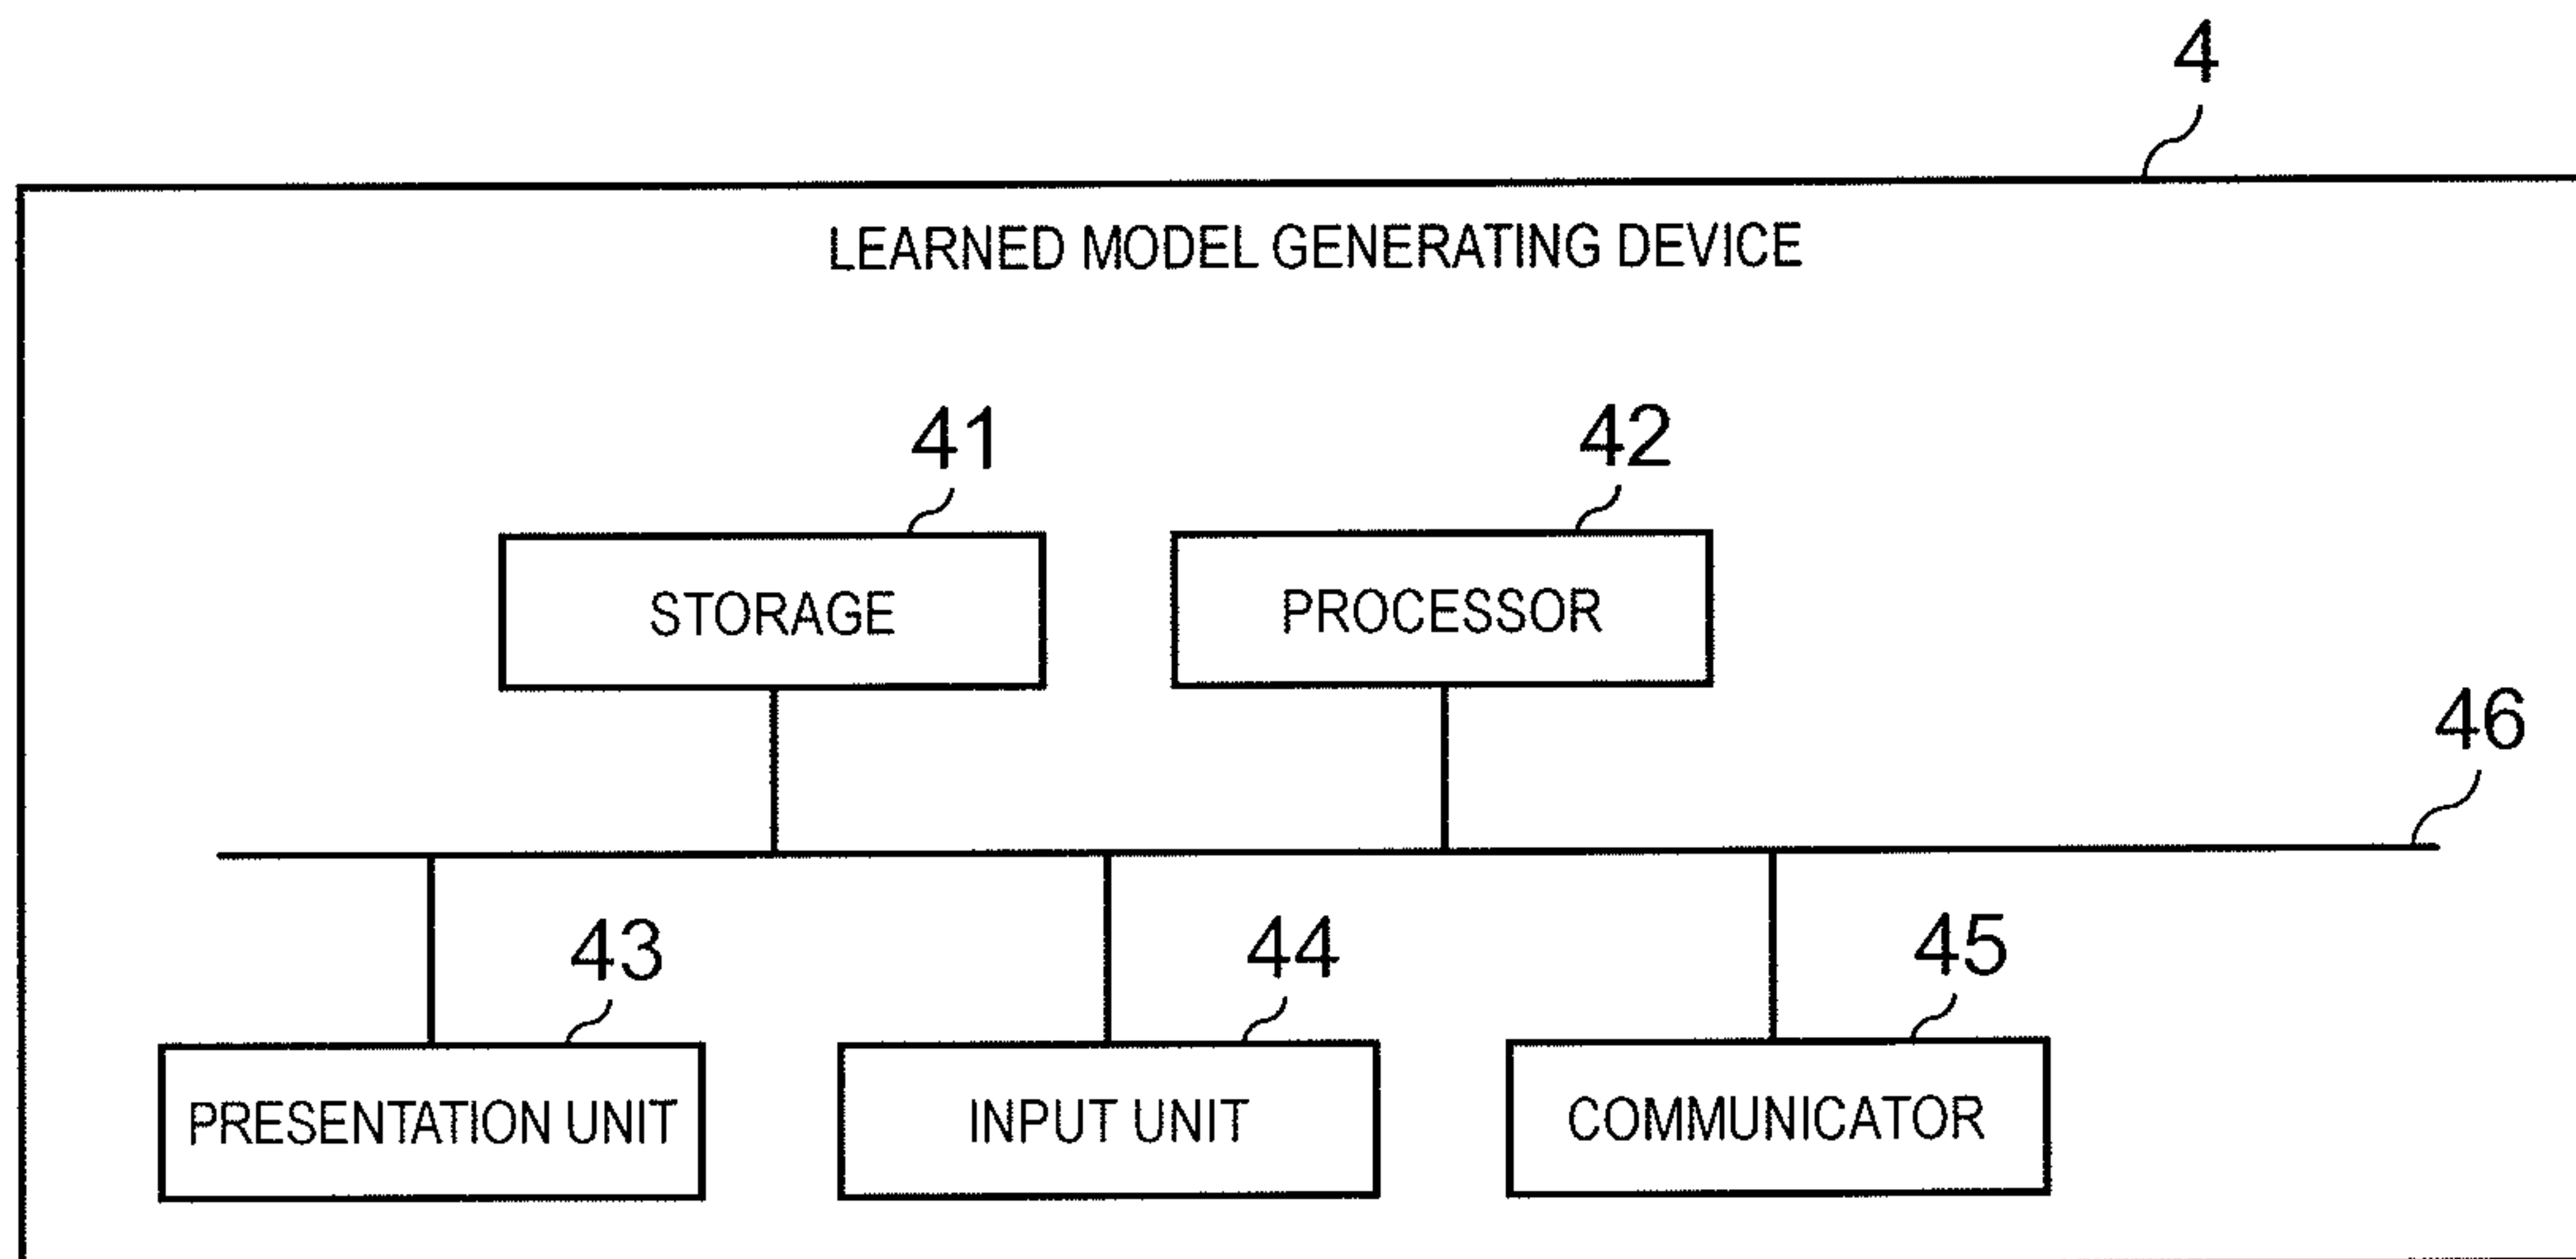 4
LEARNED MODEL GENERATING DEVICE
41
42
STORAGE
PROCESSOR
46
43
44
45
PRESENTATION UNIT
INPUT UNIT
COMMUNICATOR